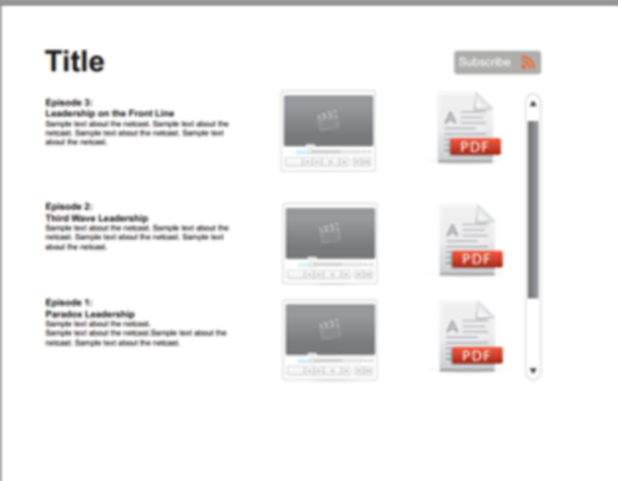 Title
Subscribe
Episode 3:
Leadership on the Front Line
Sample text about the netcast. Sample text about the
netcast. Sample text about the netcast. Sample text
about the netcast.
A
PDF
Episode 2:
Third Wave Leadership
Sample text about the netcast. Sample text about the
netcast. Sample text about the netcast. Sample text
about the netcast.
A
PDF
Episode 1:
Paradox Leadership
Sample text about the netcast.
Sample text about the netcast.Sample text about the
netcast. Sample text about the netcast.
A
PDF